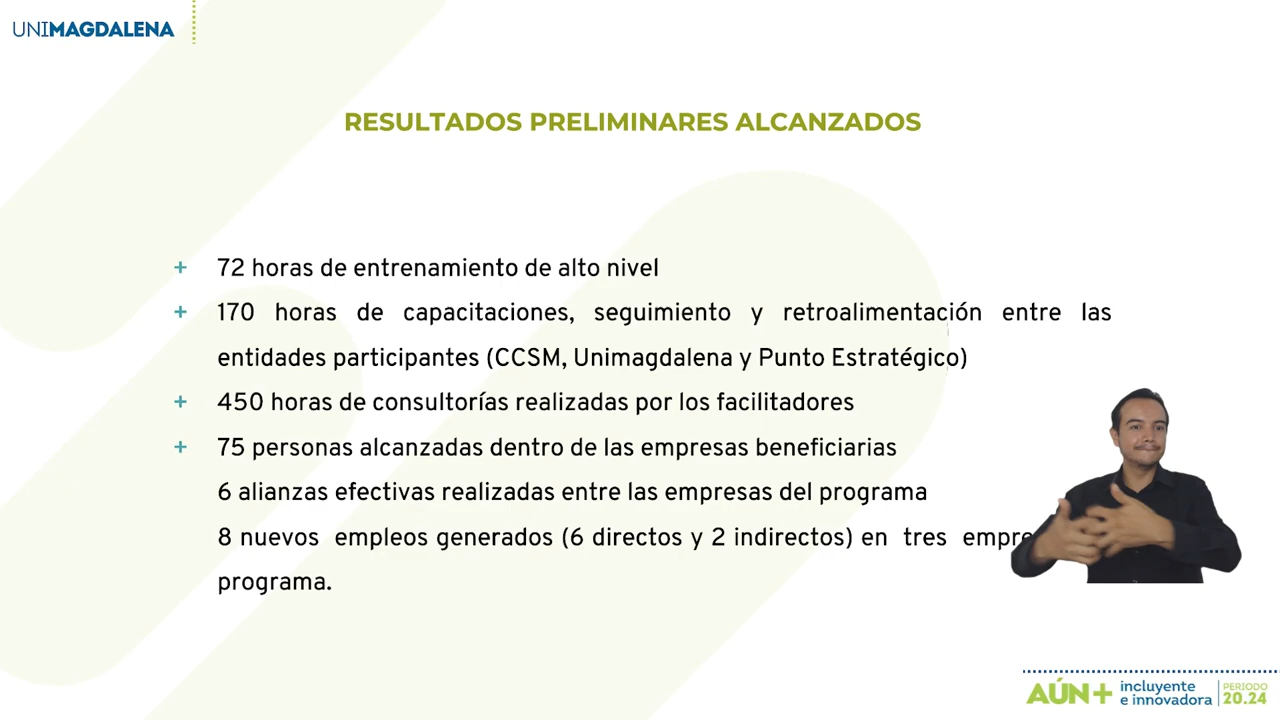 UNIMAGDALENA
RESULTADOS PRELIMINARES ALCANZADOS
+ 72 horas de entrenamiento de alto nivel
+ 170 horas de capacitaciones, seguimiento y retroalimentación entre las
entidades participantes (CCSM, Unimagdalena y Punto Estratégico)
+ 450 horas de consultorías realizadas por los facilitadores
+ 75 personas alcanzadas dentro de las empresas beneficiarias
6 alianzas efectivas realizadas entre las empresas del programa
8 nuevos empleos generados (6 directos y 2 indirectos) en tres
programa.
AÚN+ incluyente
e innovadora
PERIODO
20.24